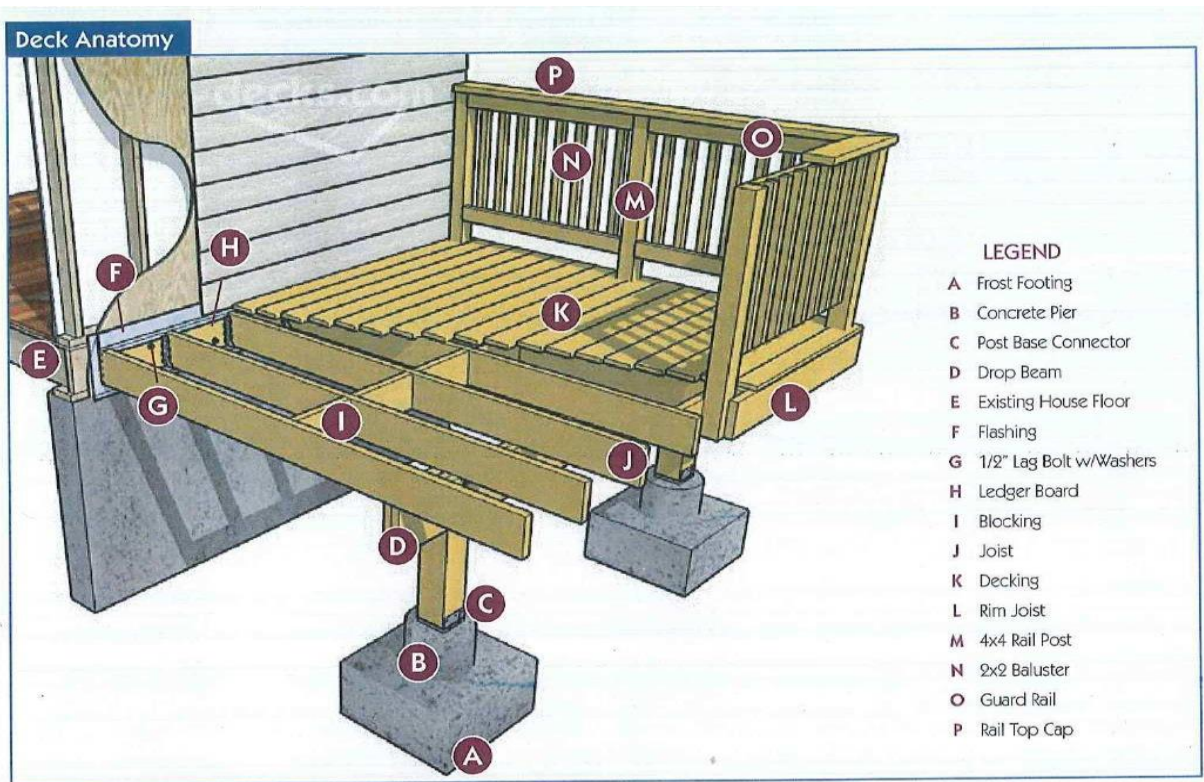 Deck Anatomy
decks.com
P
O
N
M
H
F
K
E
L
G
I
J
D
C
B
A
LEGEND
A Frost Footing
B Concrete Pier
C Post Base Connector
D Drop Beam
E Existing House Floor
F Flashing
G 1/2" Lag Bolt w/Washers
H Ledger Board
I Blocking
J Joist
K Decking
L Rim Joist
M 4x4 Rail Post
N 2x2 Baluster
O Guard Rail
P Rail Top Cap